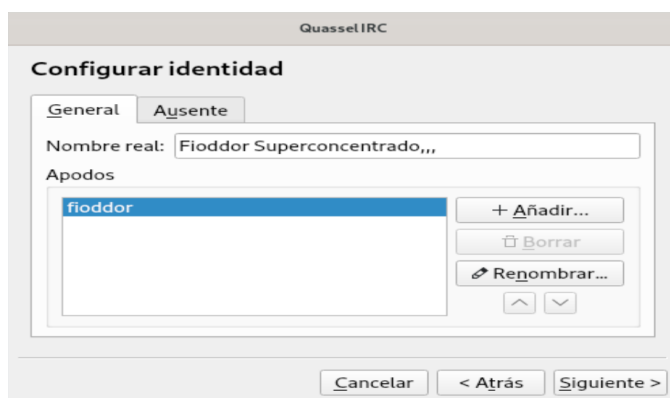 Quassel IRC
Configurar identidad
General Ausente
Nombre real: Fioddor Superconcentrado,,,
Apodos
fioddor
+ Añadir...
Borrar
Renombrar...
Cancelar < Atrás Siguiente >